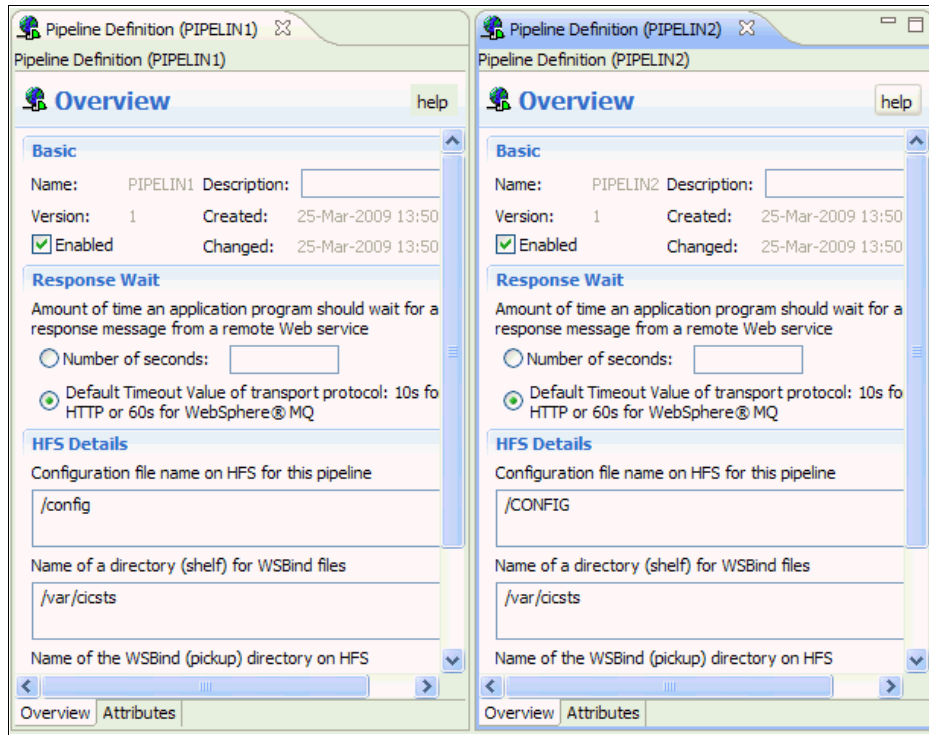 Pipeline Definition (PIPELIN1)
Pipeline Definition (PIPELIN1)
Overview
help
Basic
Name: PIPELIN1 Description:
Version: 1 Created: 25-Mar-2009 13:50
Enabled Changed: 25-Mar-2009 13:50
Response Wait
Amount of time an application program should wait for a
response message from a remote Web service
Number of seconds:
Default Timeout Value of transport protocol: 10s fo
HTTP or 60s for WebSphere® MQ
HFS Details
Configuration file name on HFS for this pipeline
/config
Name of a directory (shelf) for WSBind files
/var/cicsts
Name of the WSBind (pickup) directory on HFS
Overview Attributes
Pipeline Definition (PIPELIN2)
Pipeline Definition (PIPELIN2)
Overview
help
Basic
Name: PIPELIN2 Description:
Version: 1 Created: 25-Mar-2009 13:50
Enabled Changed: 25-Mar-2009 13:50
Response Wait
Amount of time an application program should wait for a
response message from a remote Web service
Number of seconds:
Default Timeout Value of transport protocol: 10s fo
HTTP or 60s for WebSphere® MQ
HFS Details
Configuration file name on HFS for this pipeline
/CONFIG
Name of a directory (shelf) for WSBind files
/var/cicsts
Name of the WSBind (pickup) directory on HFS
Overview Attributes